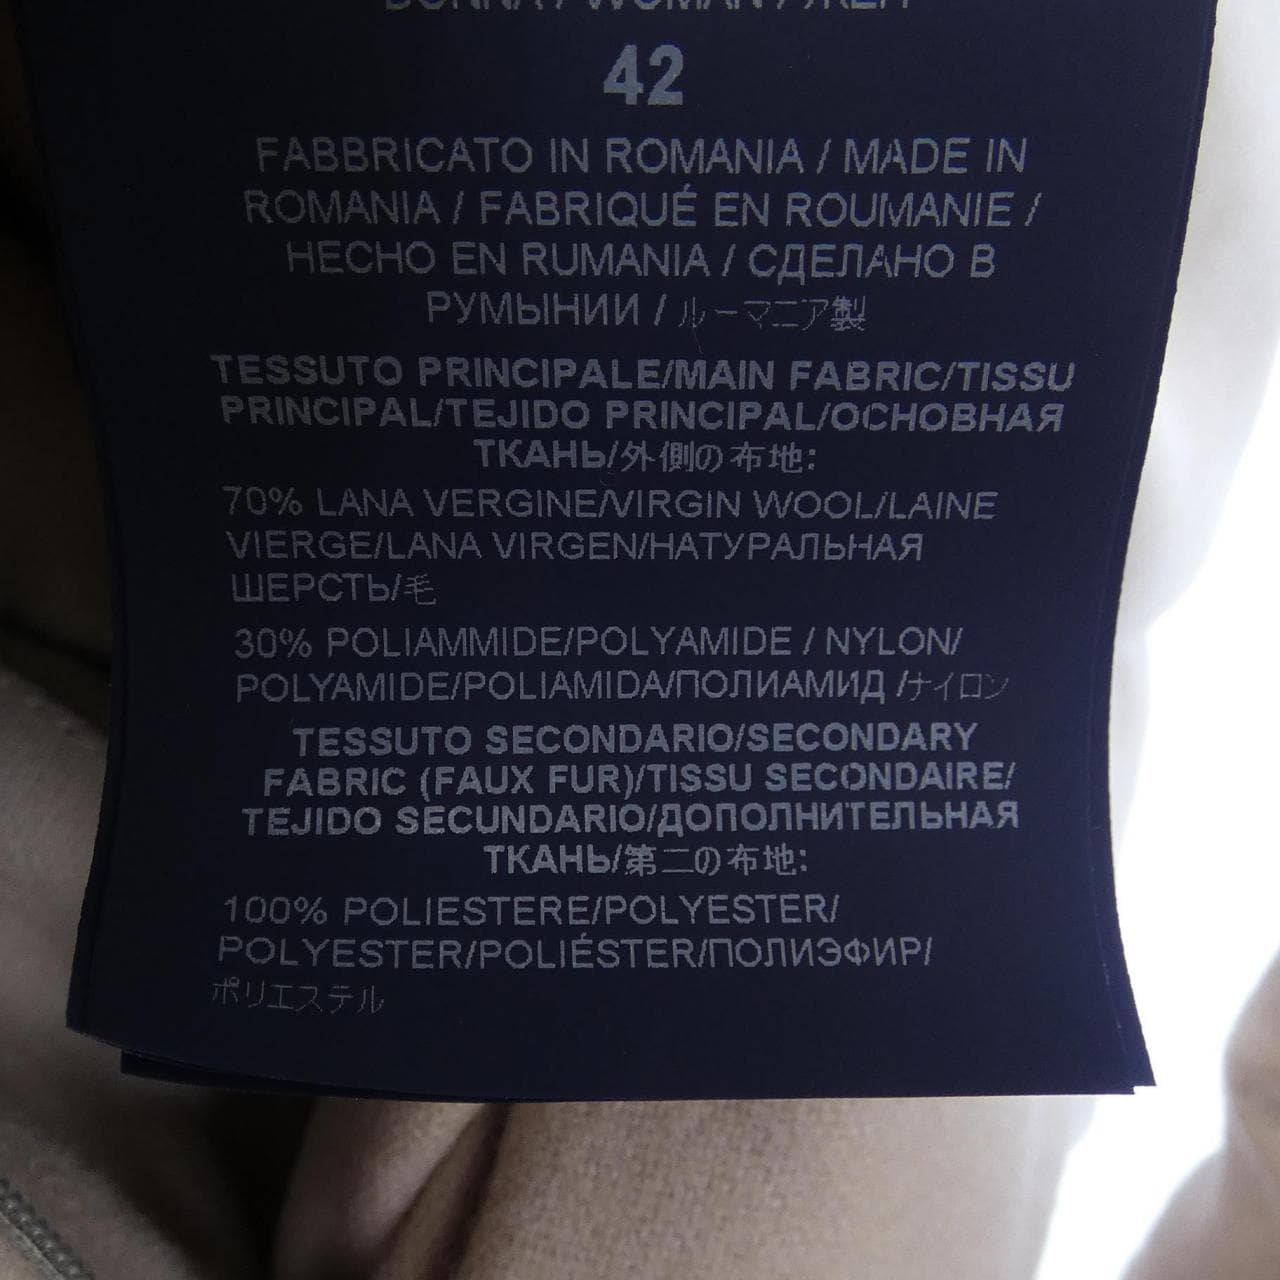 DONNA / WOMAN / ЖЕН
42
FABBRICATO IN ROMANIA / MADE IN
ROMANIA / FABRIQUÉ EN ROUMANIE /
HECHO EN RUMANIA / СДЕЛАНО В
РУМЫНИИ / ルーマニア製
TESSUTO PRINCIPALE/MAIN FABRIC/TISSU
PRINCIPAL/TEJIDO PRINCIPAL/ОСНОВНАЯ
ТКАНЬ/外側の布地:
70% LANA VERGINE/VIRGIN WOOL/LAINE
VIERGE/LANA VIRGEN/НАТУРАЛЬНАЯ
ШЕРСТЬ/毛
30% POLIAMMIDE/POLYAMIDE / NYLON/
POLYAMIDE/POLIAMIDA/ПОЛИАМИД /ナイロン
TESSUTO SECONDARIO/SECONDARY
FABRIC (FAUX FUR)/TISSU SECONDAIRE/
TEJIDO SECUNDARIO/ДОПОЛНИТЕЛЬНАЯ
ТКАНЬ/第二の布地:
100% POLIESTERE/POLYESTER/
POLYESTER/POLIÉSTER/ПОЛИЭФИР/
ポリエステル